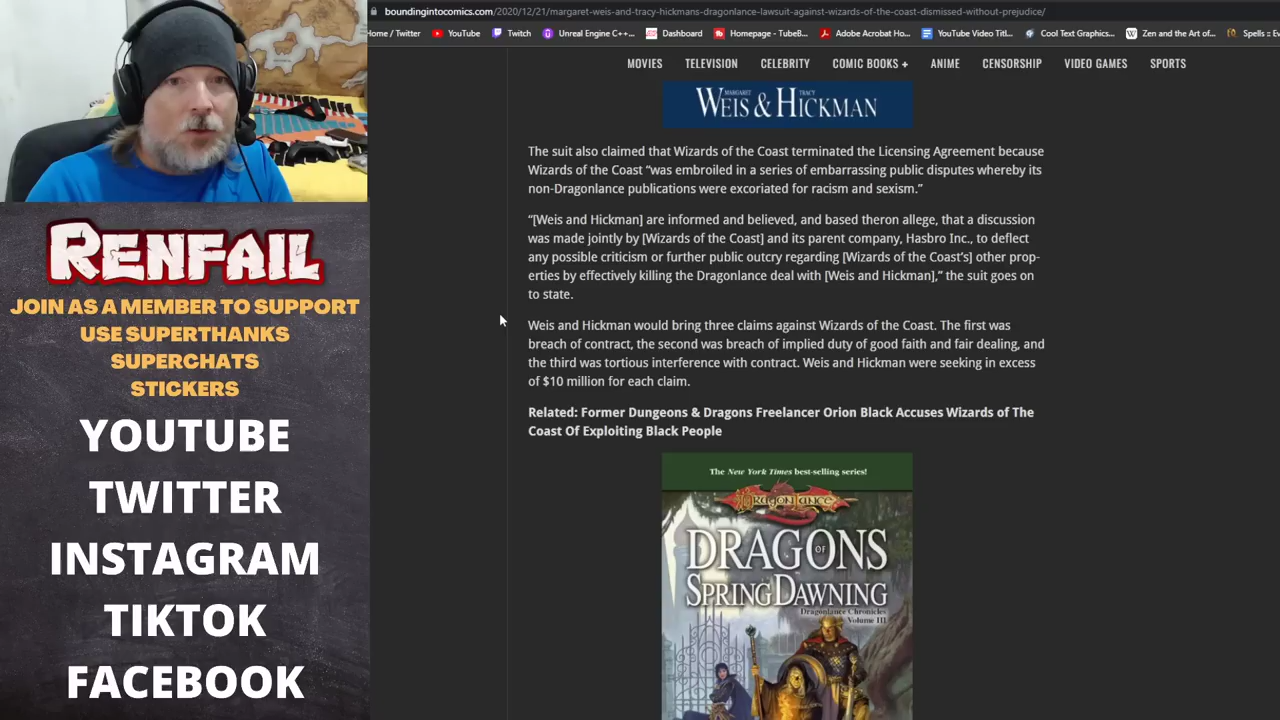 boundingintocomics.com/2020/12/21/margaret-weis-and-tracy-hickmans-dragonlance-lawsuit-against-wizards-of-the-coast-dismissed-without-prejudice/
Home / Twitter YouTube Twitch Unreal Engine C++... Dashboard Homepage - TubeB... Adobe Acrobat Ho... YouTube Video Titl... Cool Text Graphics... Zen and the Art of... Spells = E
MOVIES TELEVISION CELEBRITY COMIC BOOKS + ANIME CENSORSHIP VIDEO GAMES SPORTS
MARGARET TRACY
WEIS & HICKMAN
The suit also claimed that Wizards of the Coast terminated the Licensing Agreement because
Wizards of the Coast “was embroiled in a series of embarrassing public disputes whereby its
non-Dragonlance publications were excoriated for racism and sexism.”
“[Weis and Hickman] are informed and believed, and based theron allege, that a discussion
was made jointly by [Wizards of the Coast] and its parent company, Hasbro Inc., to deflect
any possible criticism or further public outcry regarding [Wizards of the Coast’s] other prop-
erties by effectively killing the Dragonlance deal with [Weis and Hickman],” the suit goes on
to state.
Weis and Hickman would bring three claims against Wizards of the Coast. The first was
breach of contract, the second was breach of implied duty of good faith and fair dealing, and
the third was tortious interference with contract. Weis and Hickman were seeking in excess
of $10 million for each claim.
Related: Former Dungeons & Dragons Freelancer Orion Black Accuses Wizards of The
Coast Of Exploiting Black People
The New York Times best-selling series!
DRAGONLANCE
DRAGONS
OF
SPRING DAWNING
Dragonlance Chronicles
Volume III
RENFAIL
JOIN AS A MEMBER TO SUPPORT
USE SUPERTHANKS
SUPERCHATS
STICKERS
YOUTUBE
TWITTER
INSTAGRAM
TIKTOK
FACEBOOK